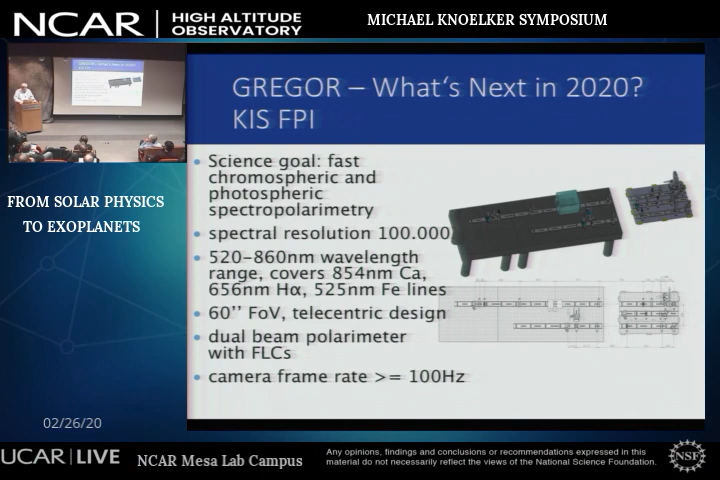 NCAR
HIGH ALTITUDE
OBSERVATORY
MICHAEL KNOELKER SYMPOSIUM
GREGOR – What's Next in 2020?
KIS FPI
FROM SOLAR PHYSICS
TO EXOPLANETS
• Science goal: fast
chromospheric and
photospheric
spectropolarimetry
• spectral resolution 100.000
• 520-860nm wavelength
range, covers 854nm Ca,
656nm Hα, 525nm Fe lines
• 60'' FoV, telecentric design
• dual beam polarimeter
with FLCs
• camera frame rate >= 100Hz
02/26/20
UCAR | LIVE
NCAR Mesa Lab Campus
Any opinions, findings and conclusions or recommendations expressed in this
material do not necessarily reflect the views of the National Science Foundation.
NSF